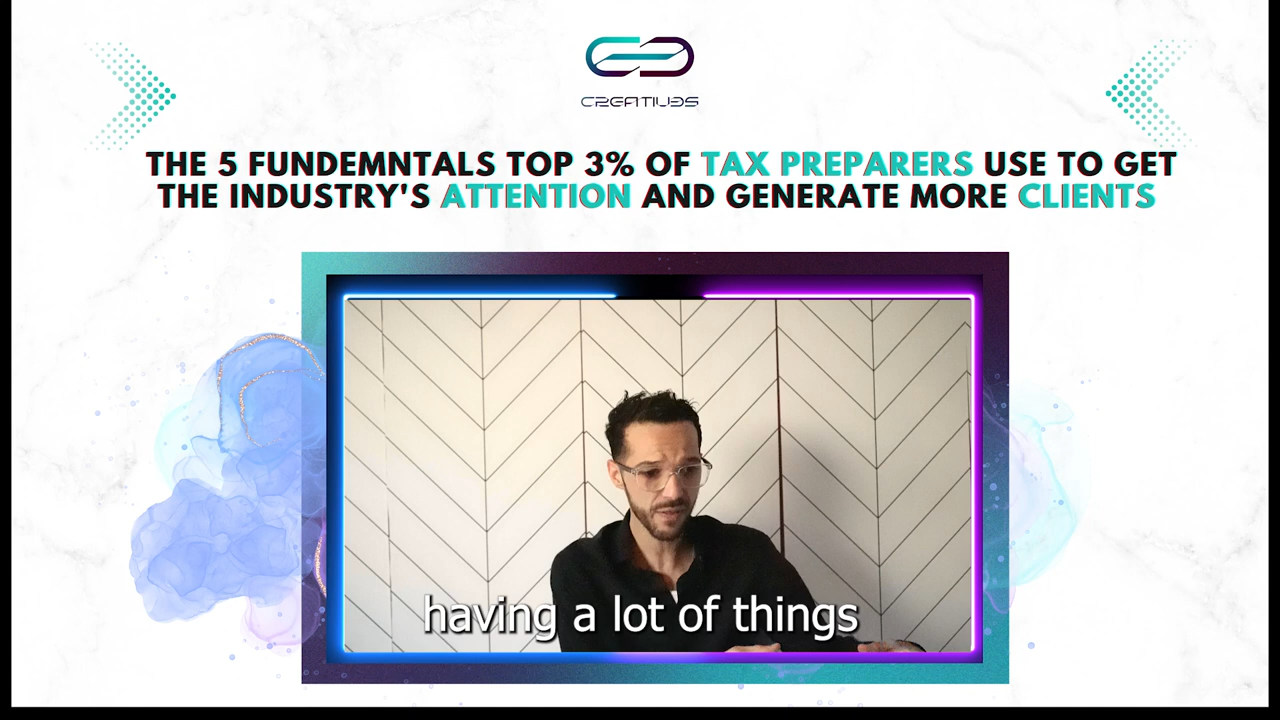 CREATIVES
THE 5 FUNDEMNTALS TOP 3% OF TAX PREPARERS USE TO GET
THE INDUSTRY'S ATTENTION AND GENERATE MORE CLIENTS
having a lot of things